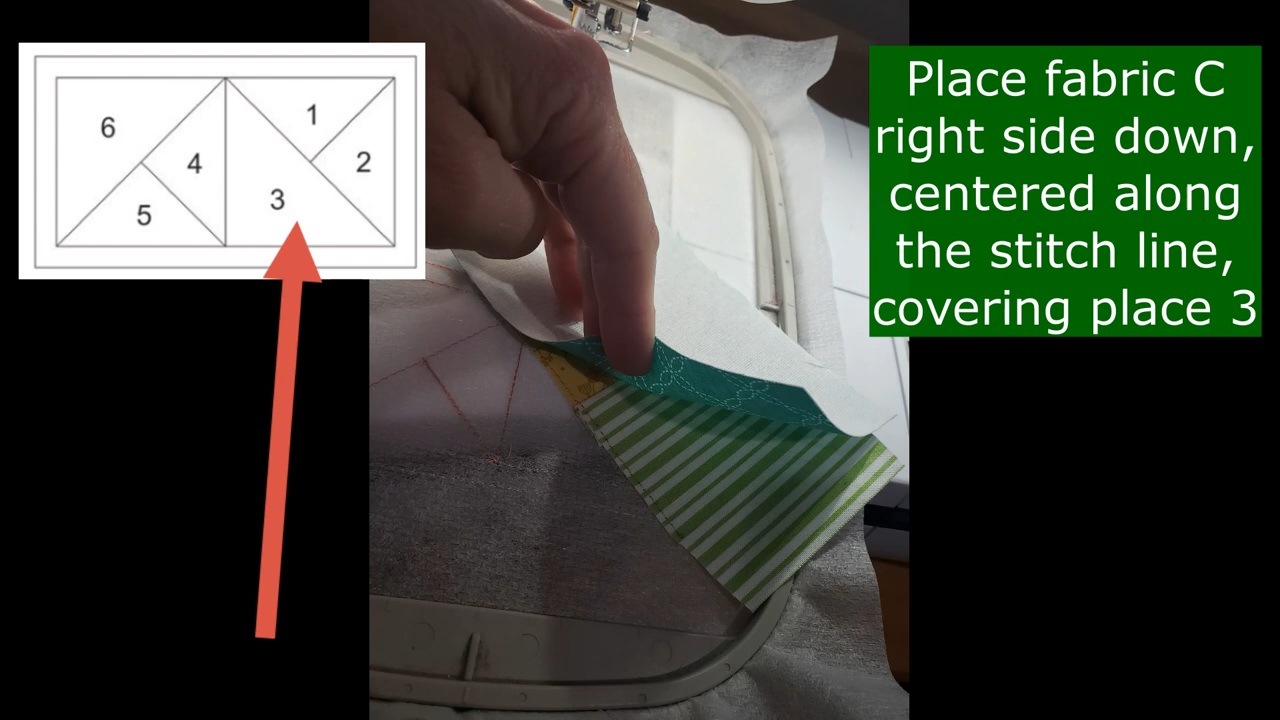 6
1
4
2
5
3
Place fabric C
right side down,
centered along
the stitch line,
covering place 3